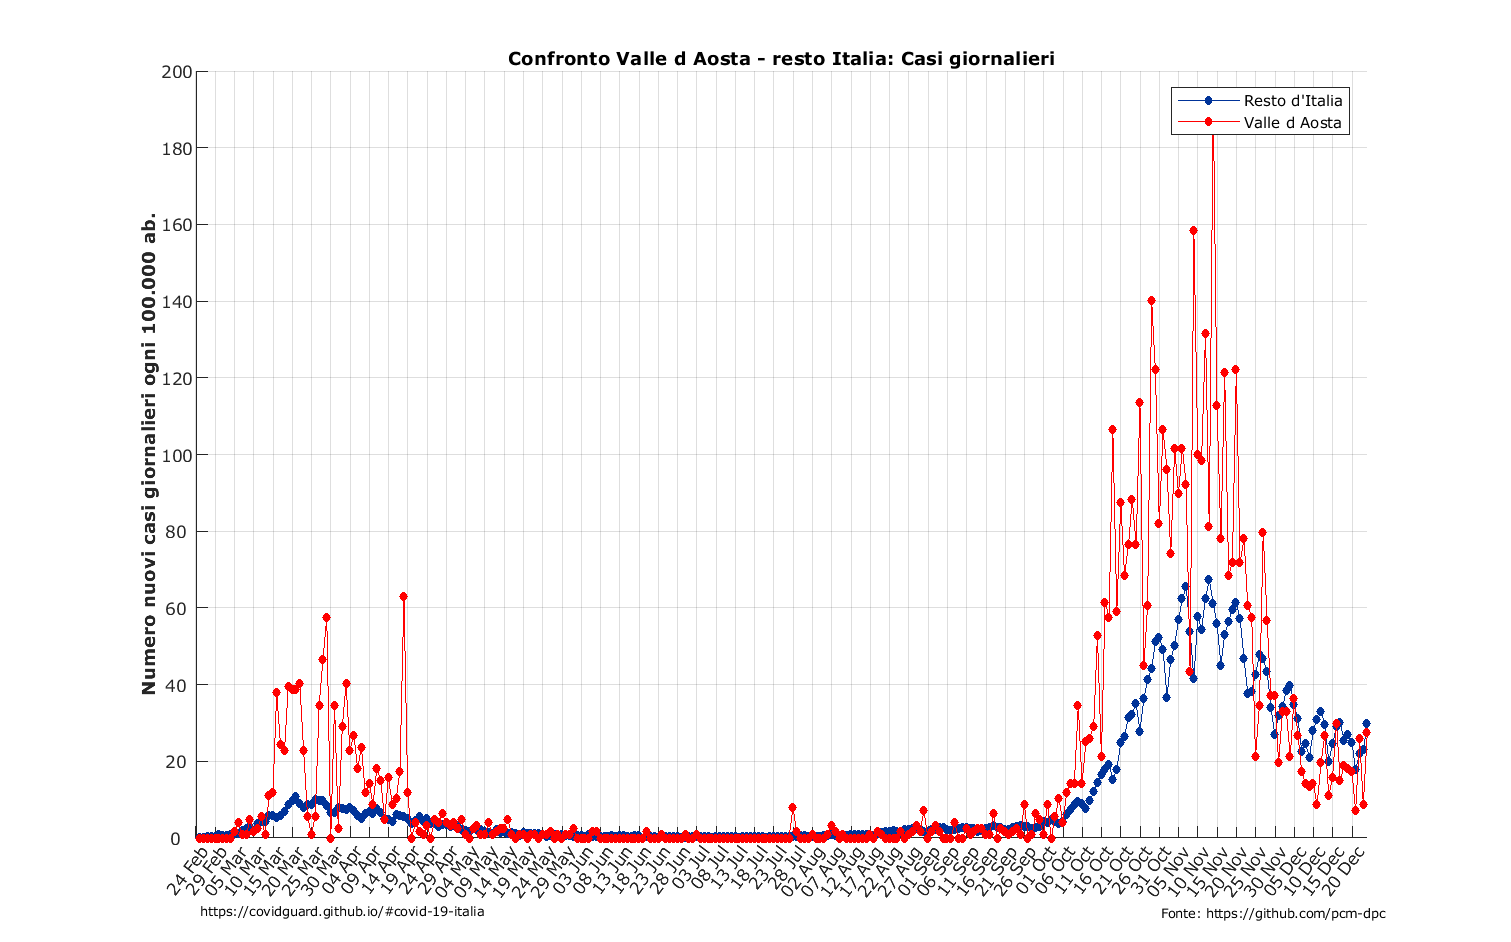 Confronto Valle d Aosta - resto Italia: Casi giornalieri
Resto d'Italia
Valle d Aosta
Numero nuovi casi giornalieri ogni 100.000 ab.
200
180
160
140
120
100
80
60
40
20
0
24 Feb
29 Feb
05 Mar
10 Mar
15 Mar
20 Mar
25 Mar
30 Mar
04 Apr
09 Apr
14 Apr
19 Apr
24 Apr
29 Apr
04 May
09 May
14 May
19 May
24 May
29 May
03 Jun
08 Jun
13 Jun
18 Jun
23 Jun
28 Jun
03 Jul
08 Jul
13 Jul
18 Jul
23 Jul
28 Jul
02 Aug
07 Aug
12 Aug
17 Aug
22 Aug
27 Aug
01 Sep
06 Sep
11 Sep
16 Sep
21 Sep
26 Sep
01 Oct
06 Oct
11 Oct
16 Oct
21 Oct
26 Oct
31 Oct
05 Nov
10 Nov
15 Nov
20 Nov
25 Nov
30 Nov
05 Dec
10 Dec
15 Dec
20 Dec
https://covidguard.github.io/#covid-19-italia
Fonte: https://github.com/pcm-dpc